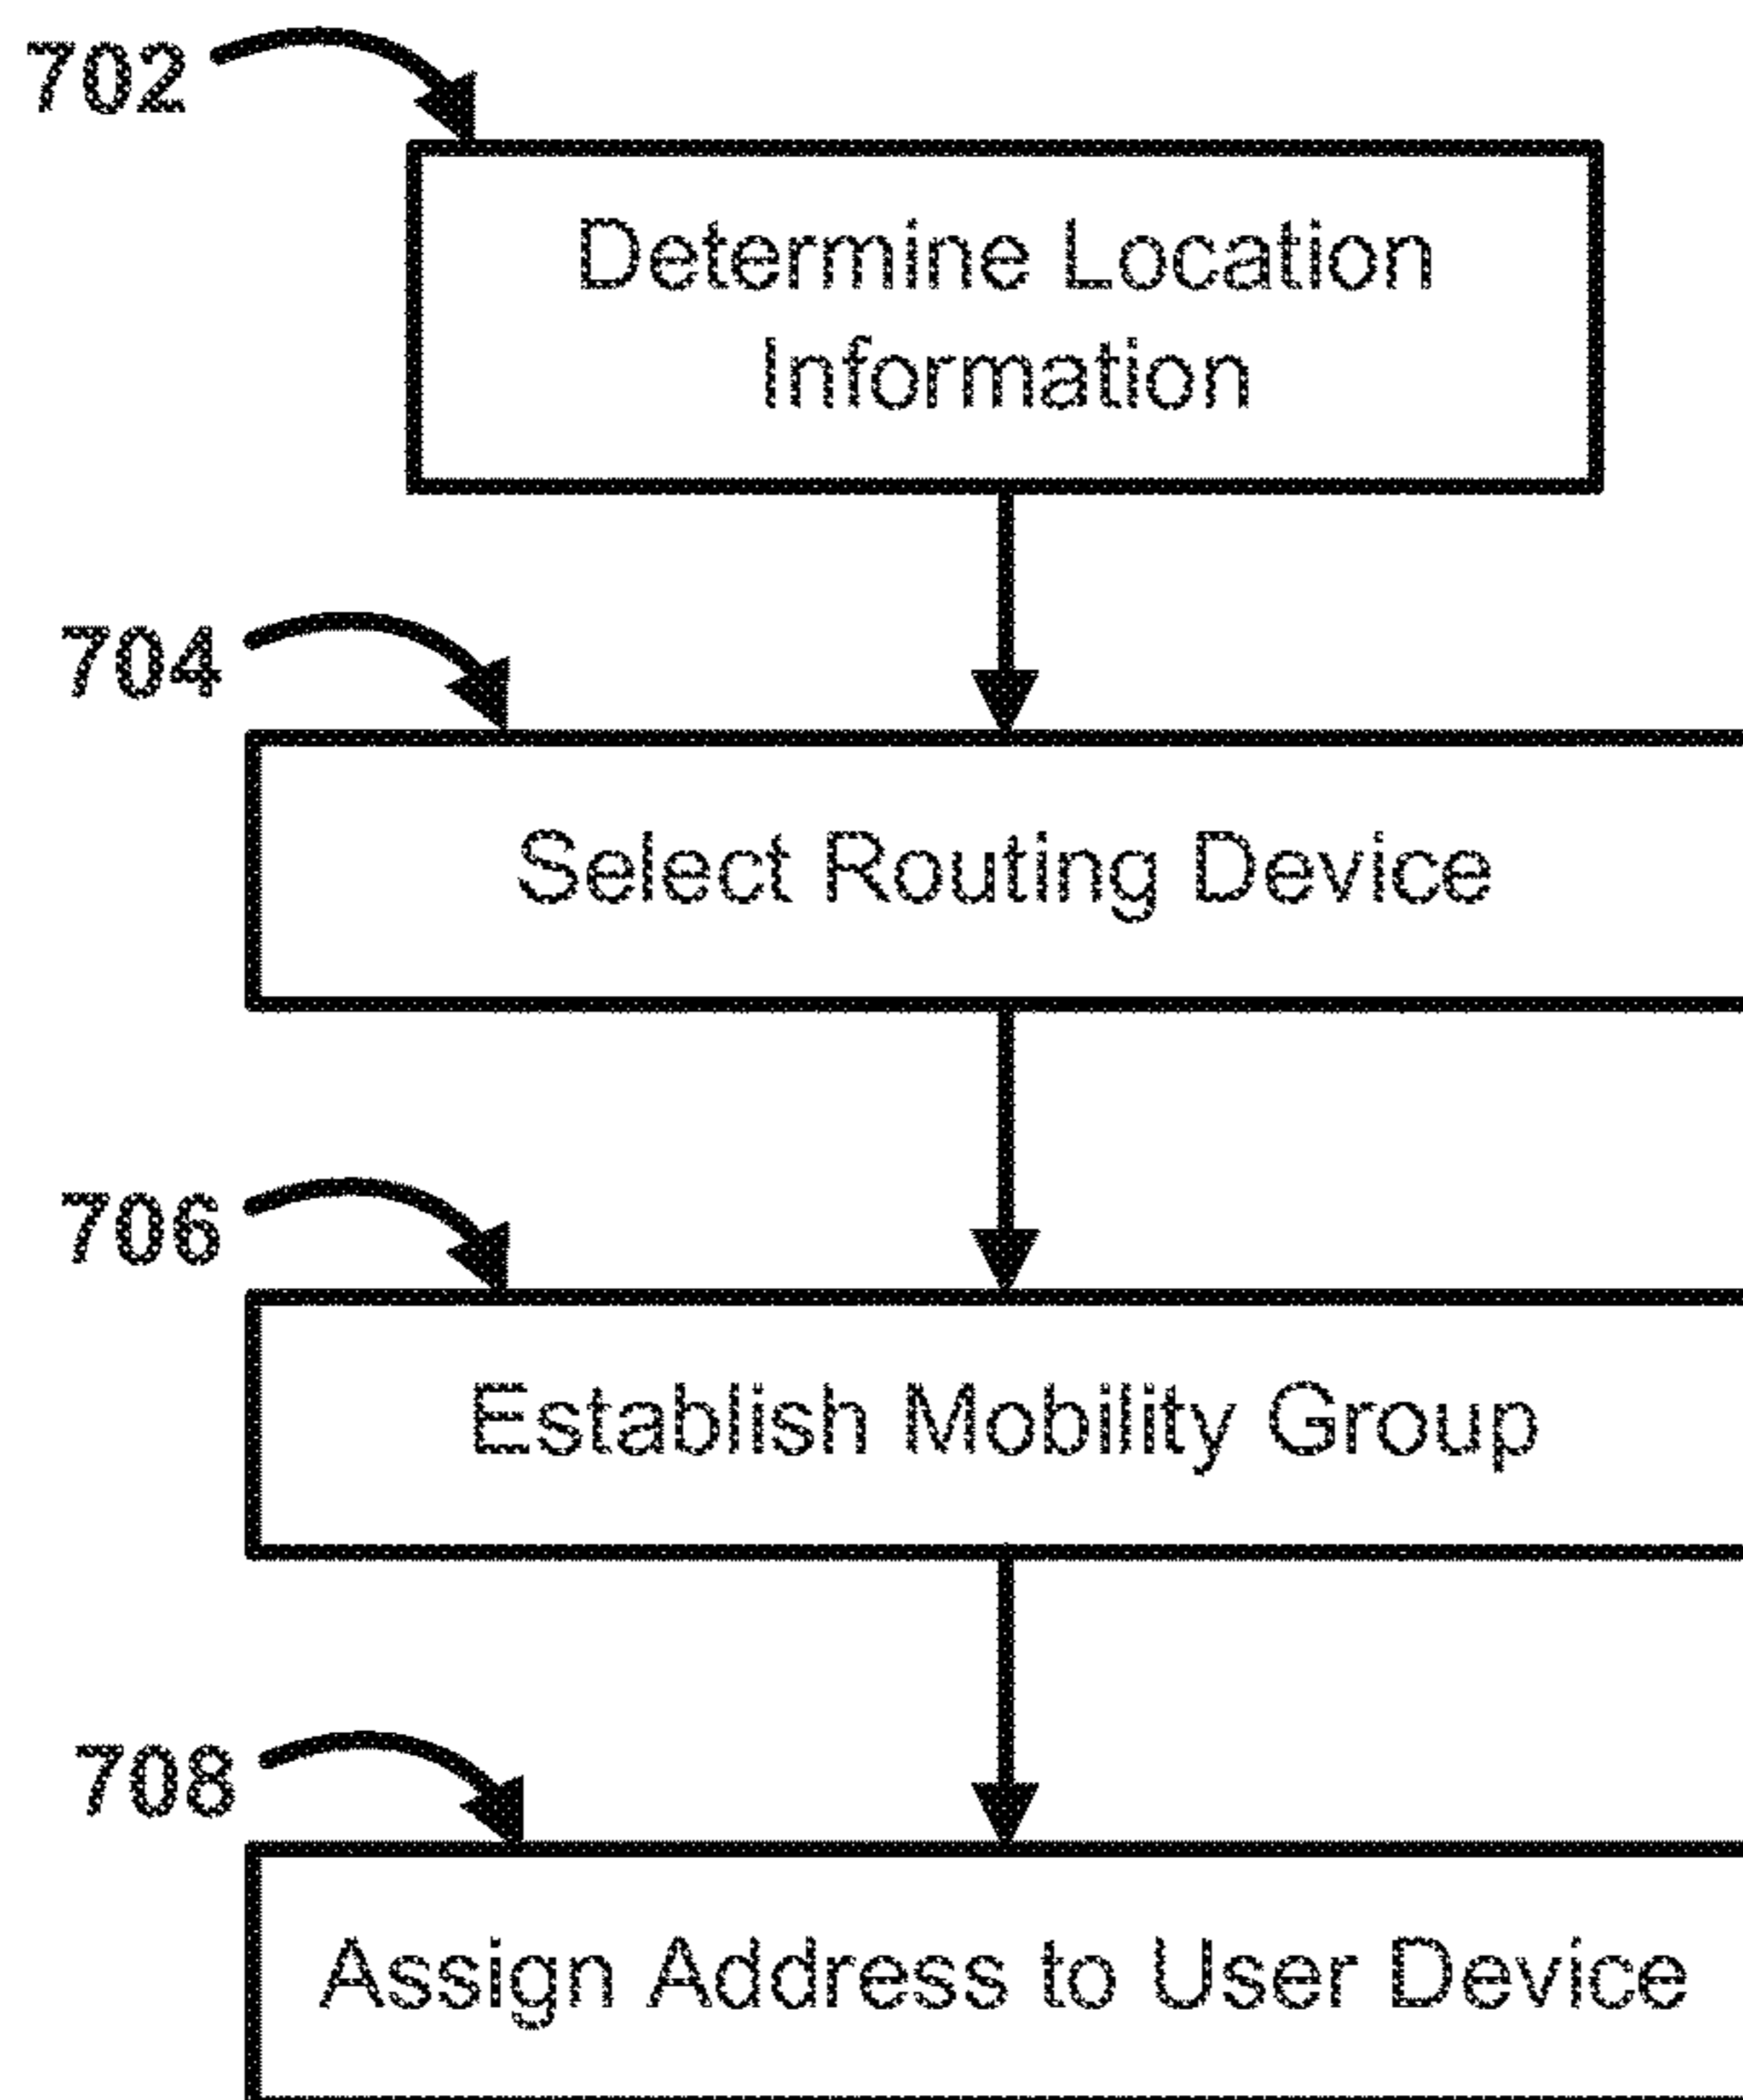 702
Determine Location
Information
704
Select Routing Device
706
Establish Mobility Group
708
Assign Address to User Device